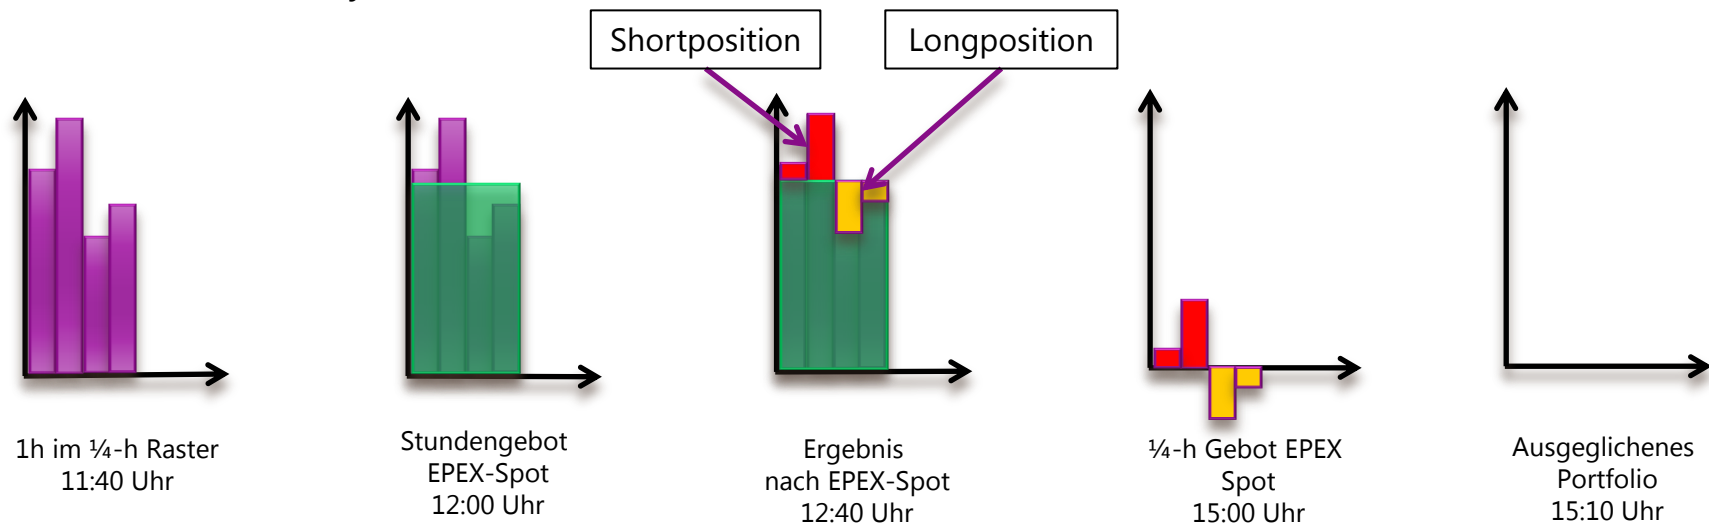 Shortposition
Longposition
1h im ¼-h Raster
11:40 Uhr
Stundengebot
EPEX-Spot
12:00 Uhr
Ergebnis
nach EPEX-Spot
12:40 Uhr
¼-h Gebot EPEX
Spot
15:00 Uhr
Ausgeglichenes
Portfolio
15:10 Uhr